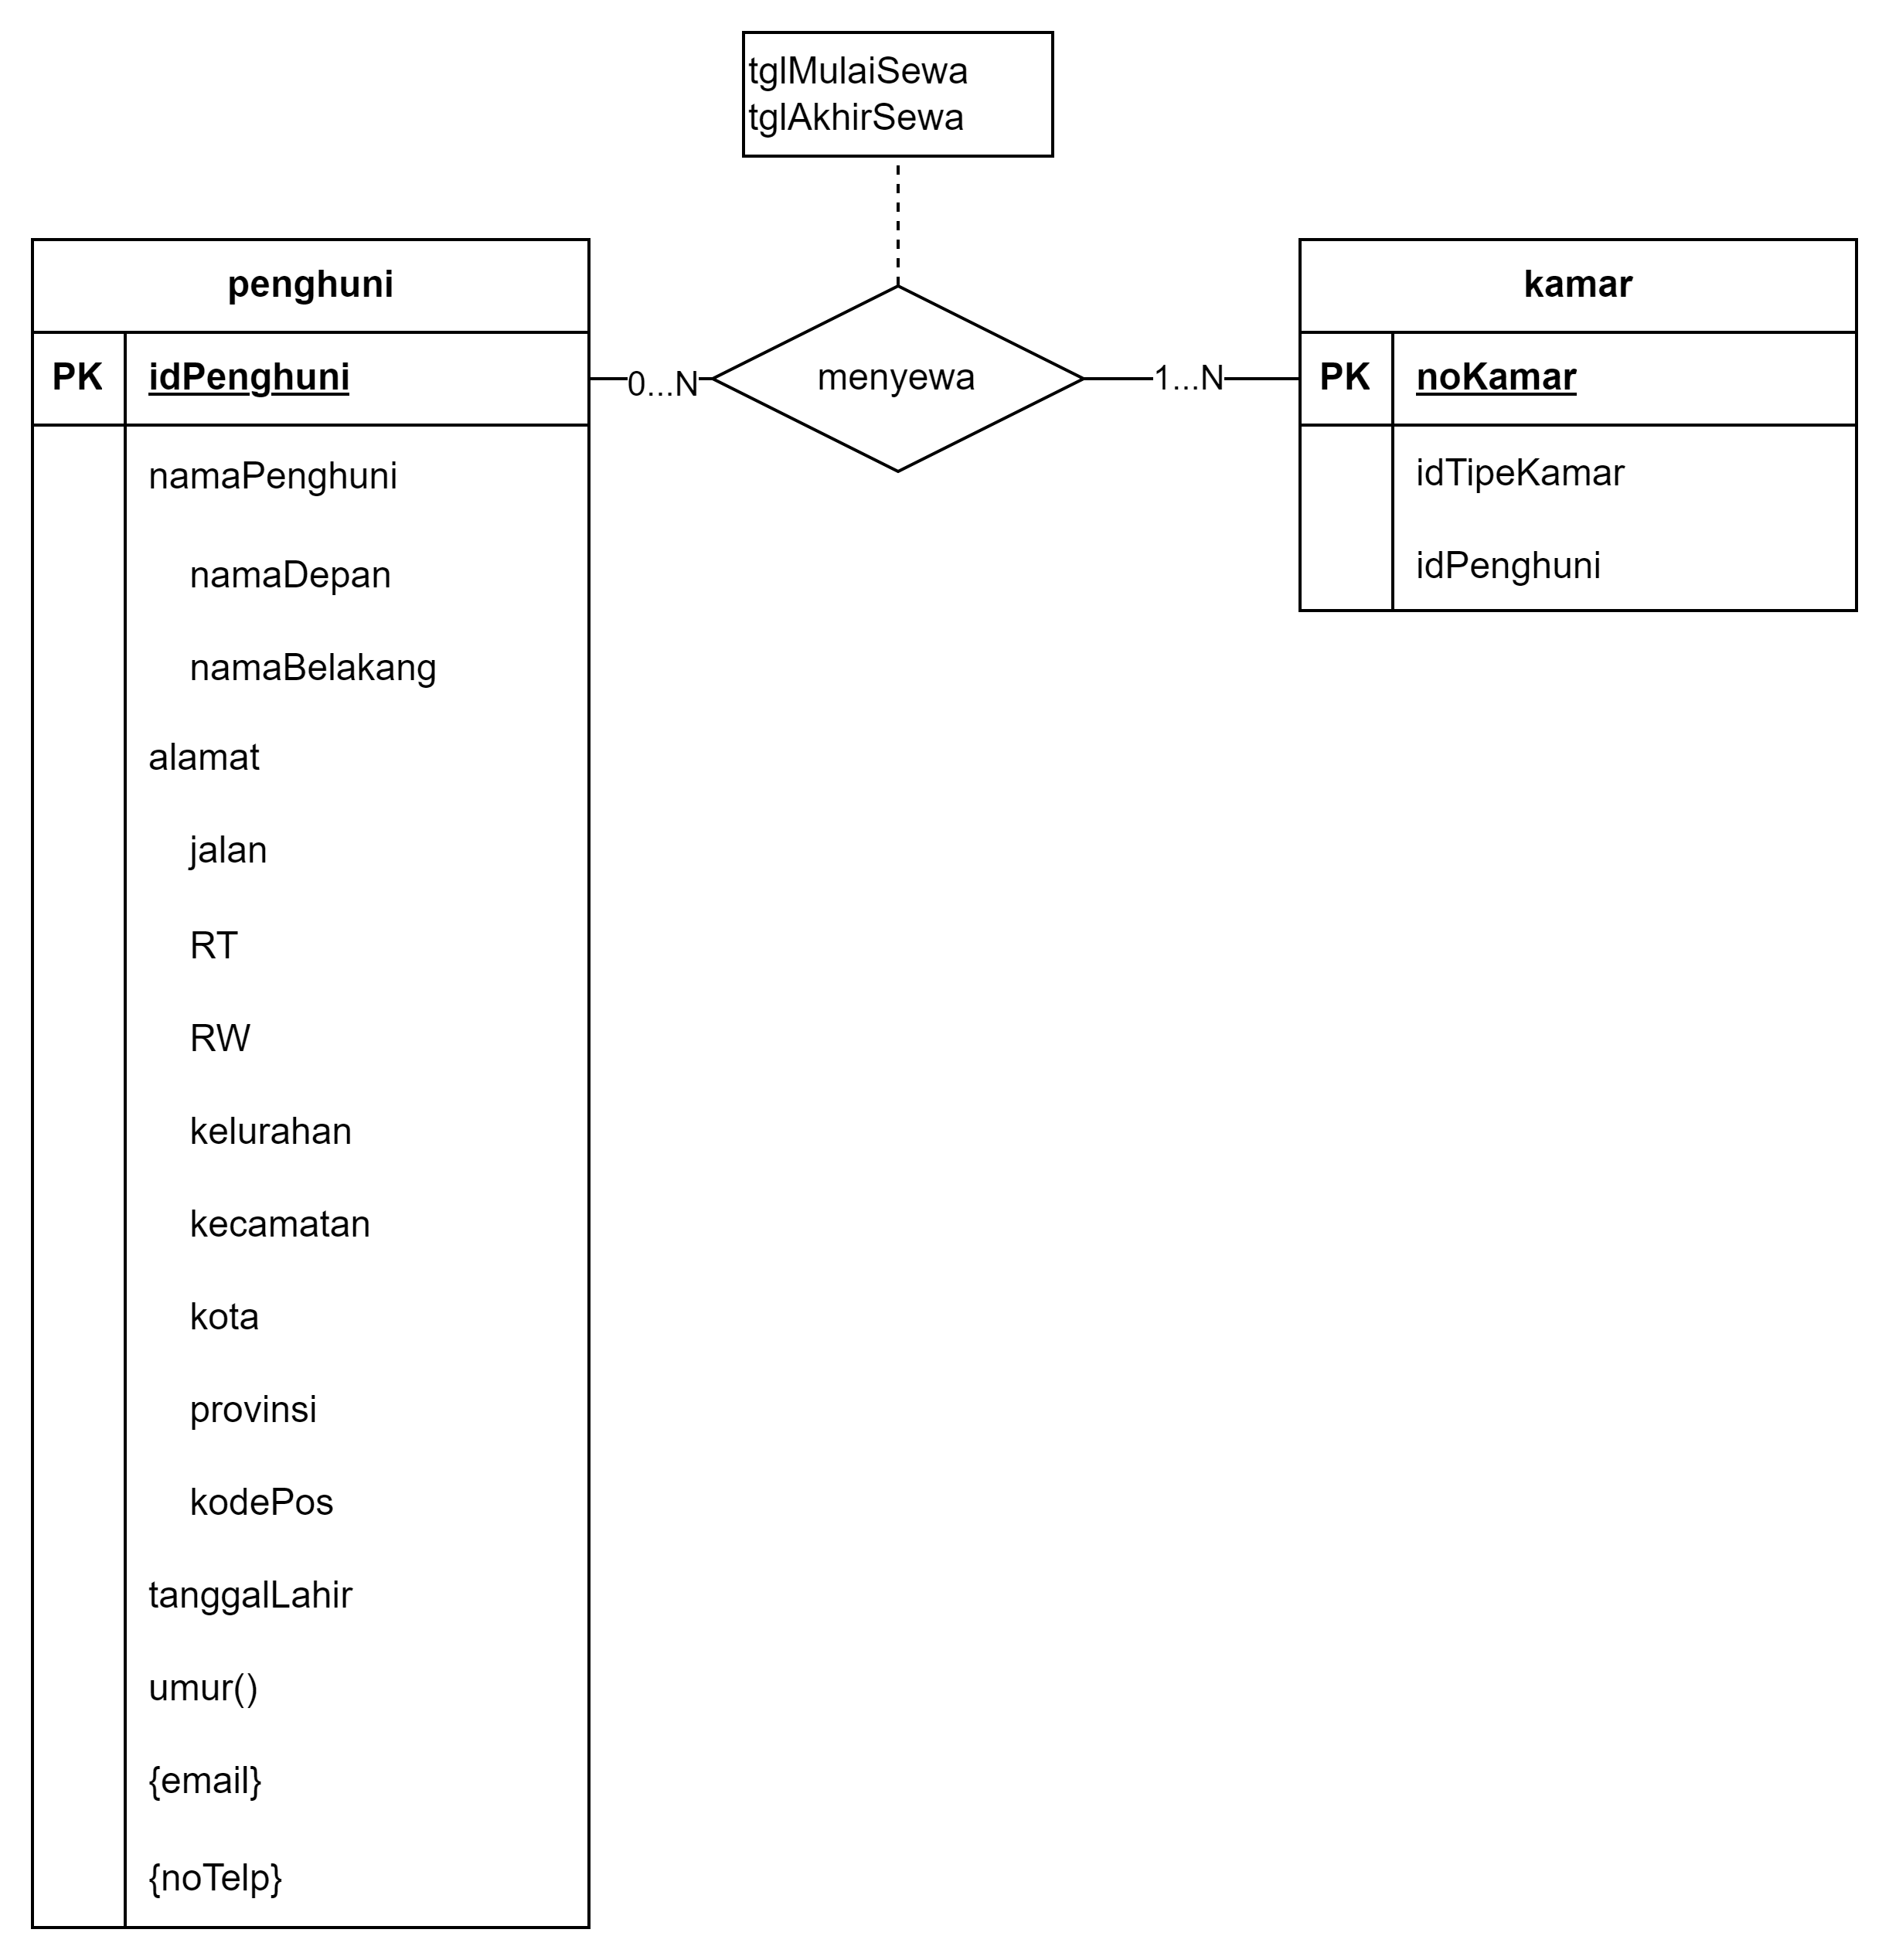 tglMulaiSewa
tglAkhirSewa
penghuni
PK idPenghuni
namaPenghuni
namaDepan
namaBelakang
alamat
jalan
RT
RW
kelurahan
kecamatan
kota
provinsi
kodePos
tanggalLahir
umur()
{email}
{noTelp}
0...N
menyewa
1...N
kamar
PK noKamar
idTipeKamar
idPenghuni